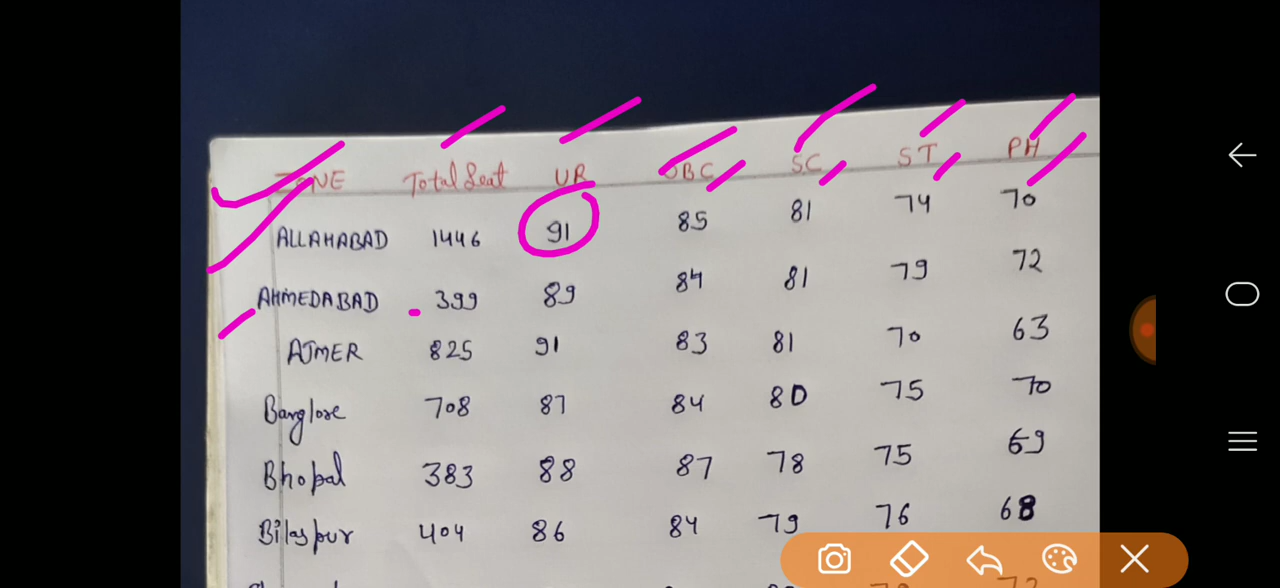 ZONE Total Seat UR OBC SC ST PH
ALLAHABAD 1446 91 85 81 74 70
AHMEDABAD 399 89 84 81 79 72
AJMER 825 91 83 81 70 63
Banglore 708 87 84 80 75 70
Bhopal 383 88 87 78 75 69
Bilaspur 404 86 84 79 76 68